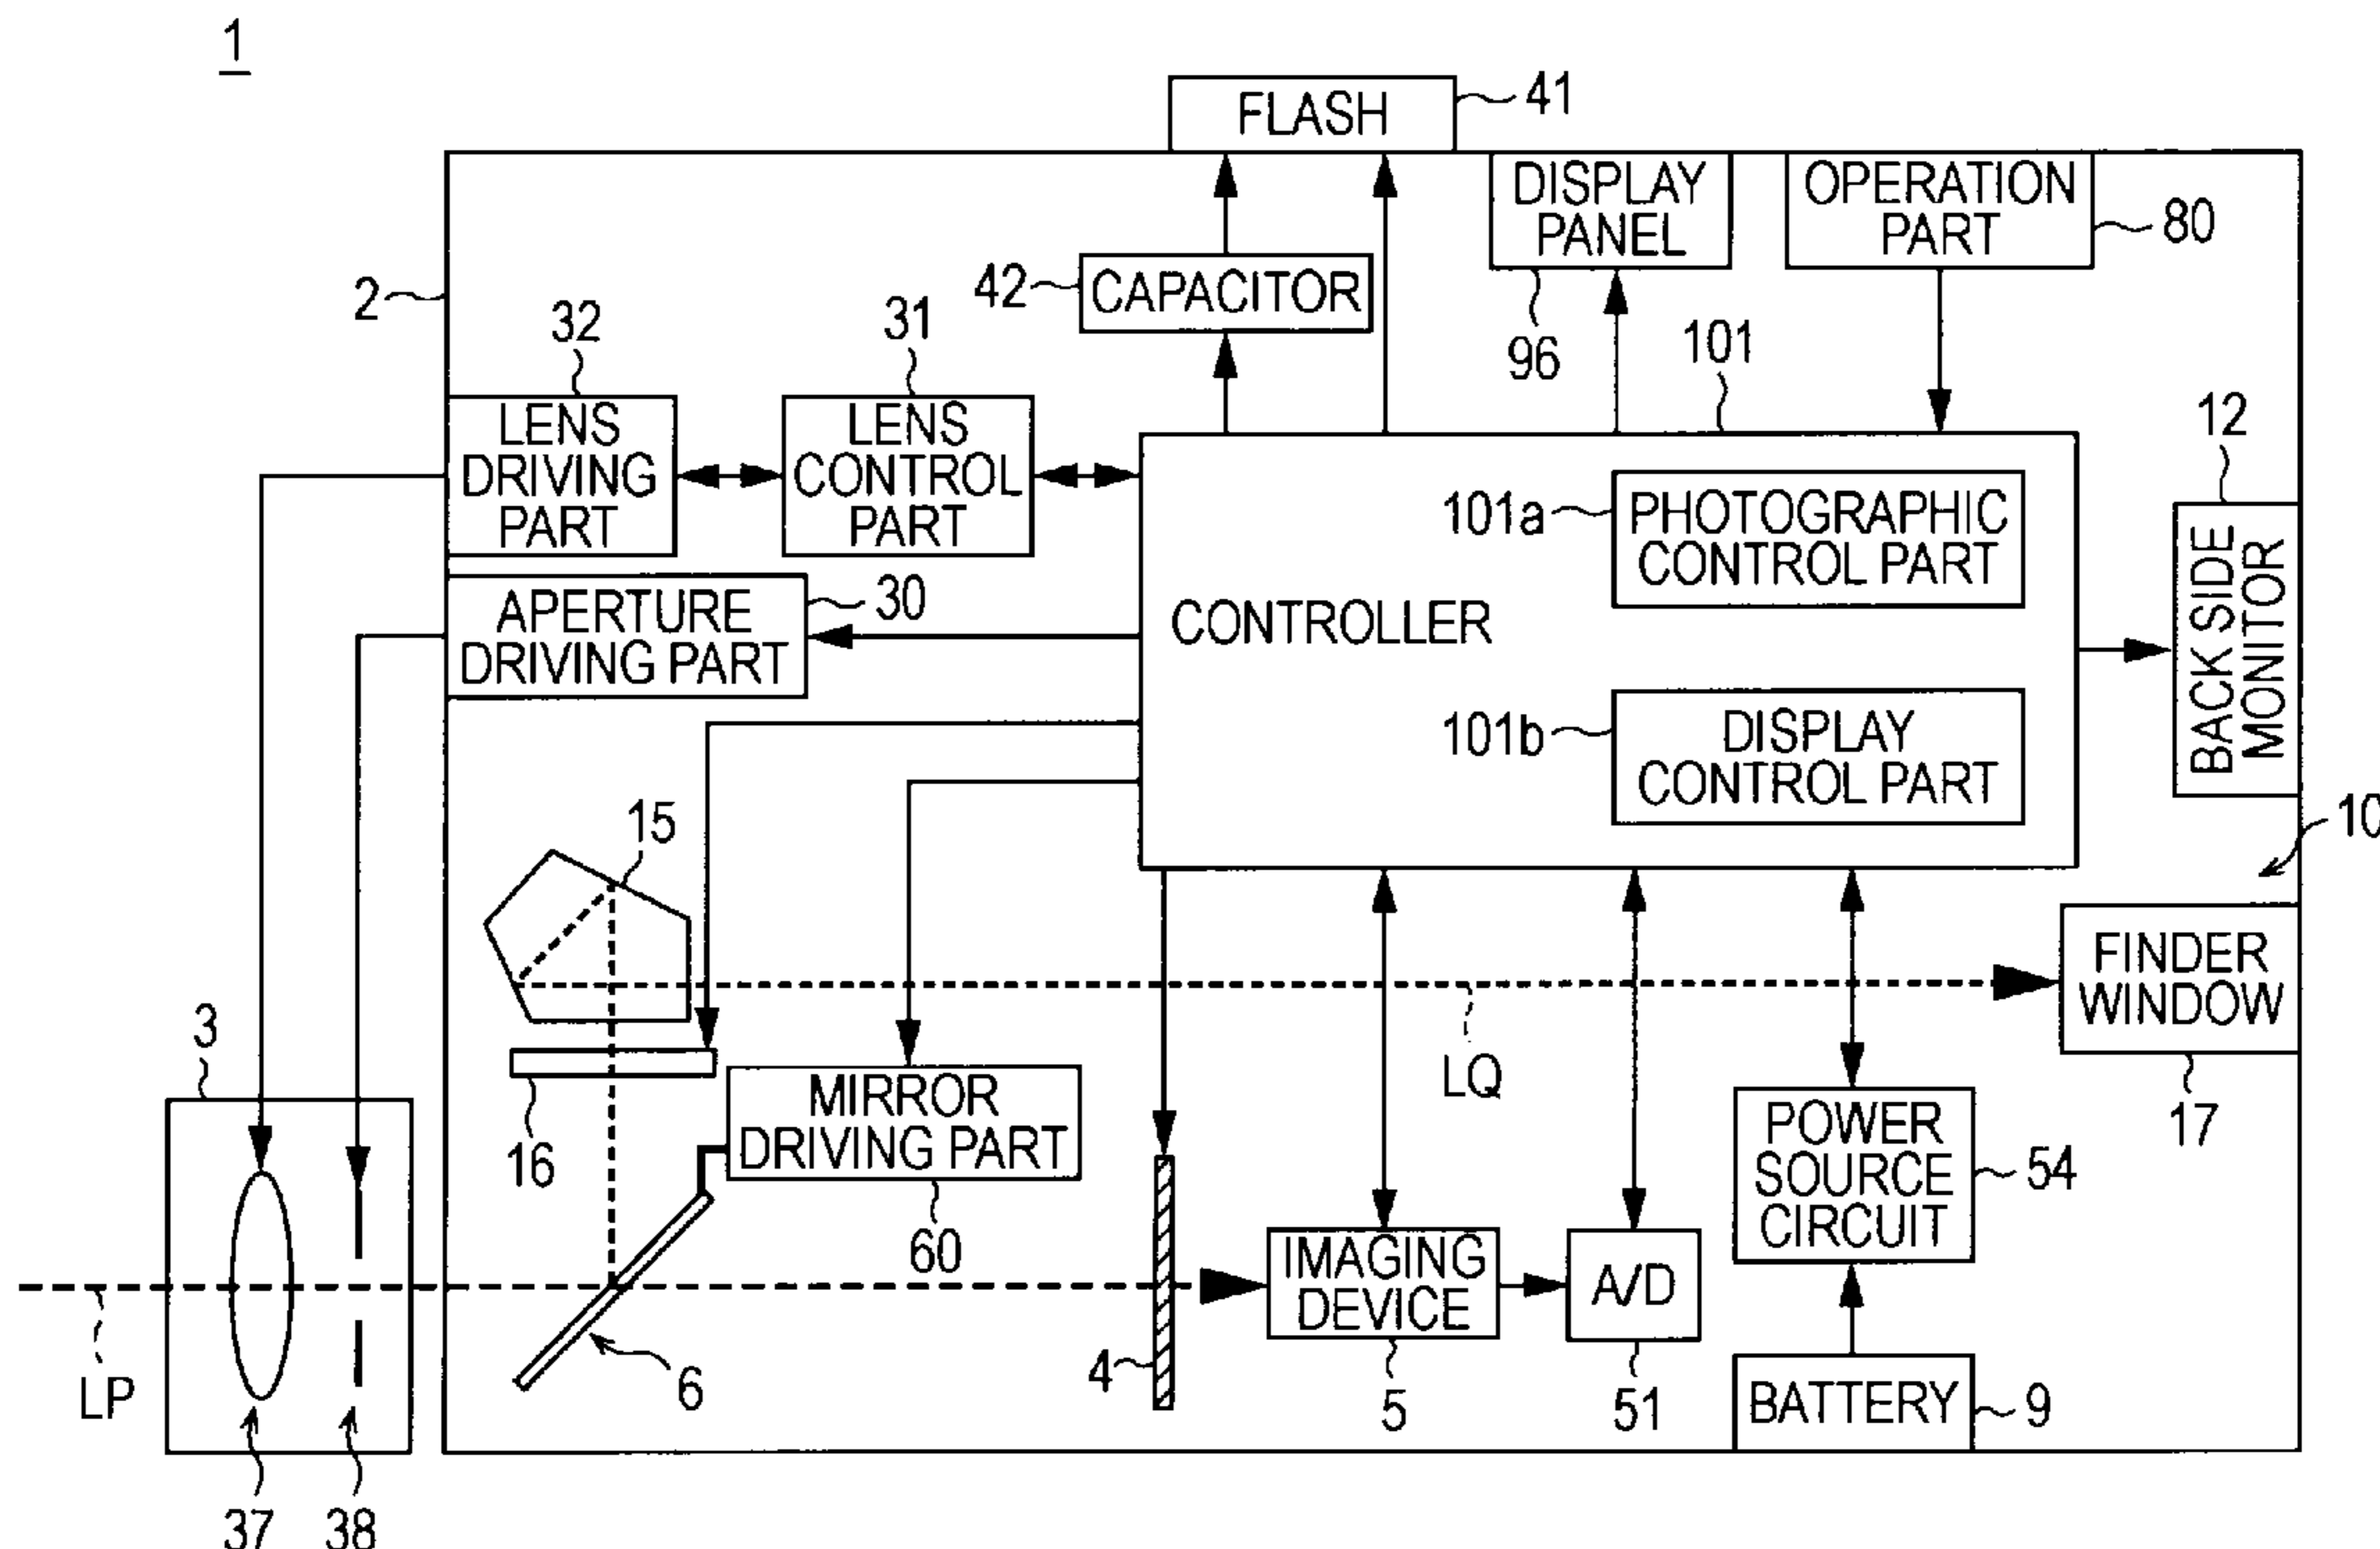 1
FLASH
41
DISPLAY
PANEL
OPERATION
PART
80
2
42
CAPACITOR
32
31
96
101
12
LENS
DRIVING
PART
LENS
CONTROL
PART
101a
PHOTOGRAPHIC
CONTROL PART
BACK SIDE
MONITOR
APERTURE
DRIVING PART
30
CONTROLLER
101b
DISPLAY
CONTROL PART
15
10
FINDER
WINDOW
3
LQ
17
16
MIRROR
DRIVING PART
60
POWER
SOURCE
CIRCUIT
54
IMAGING
DEVICE
A/D
LP
6
4
5
51
BATTERY
9
37
38